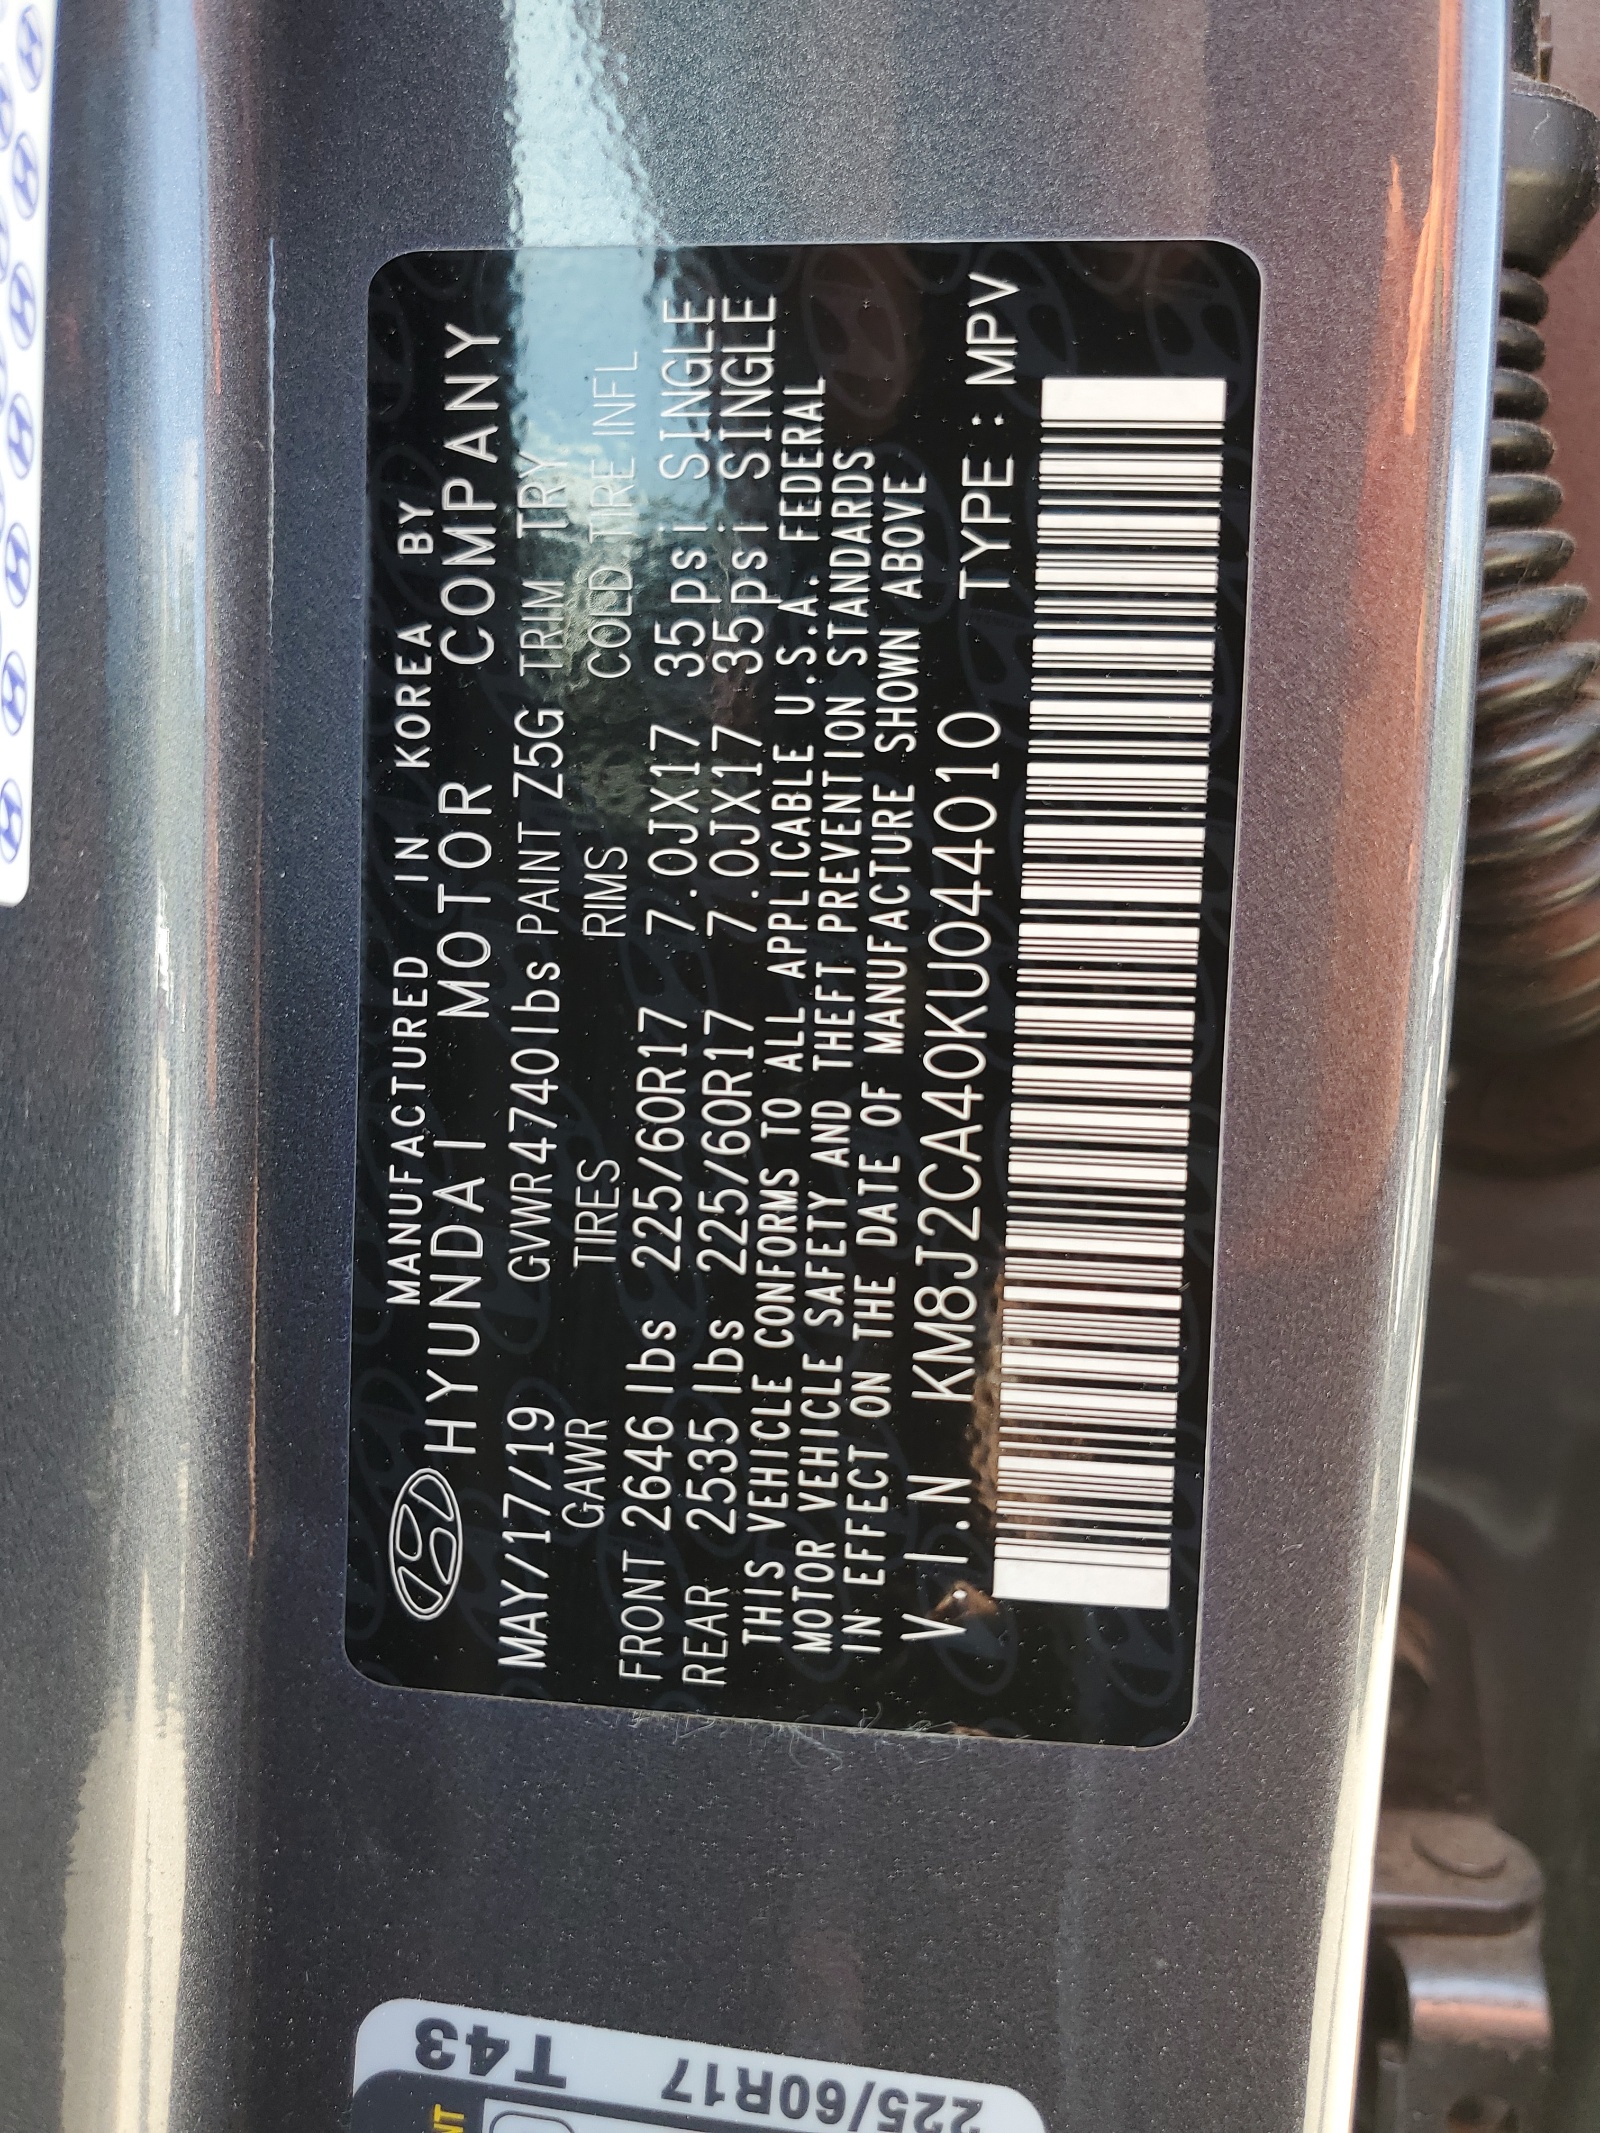 MANUFACTURED IN KOREA BY
HYUNDAI MOTOR COMPANY
MAY/17/19 GVWR4740lbs PAINT Z5G TRIM TRY
GAWR TIRES RIMS COLD TIRE INFL
FRONT 2646 lbs 225/60R17 7.0JX17 35psi SINGLE
REAR 2535 lbs 225/60R17 7.0JX17 35psi SINGLE
THIS VEHICLE CONFORMS TO ALL APPLICABLE U.S.A. FEDERAL
MOTOR VEHICLE SAFETY AND THEFT PREVENTION STANDARDS
IN EFFECT ON THE DATE OF MANUFACTURE SHOWN ABOVE
V.I.N KM8J2CA40KU044010 TYPE : MPV
T43
225/60R17